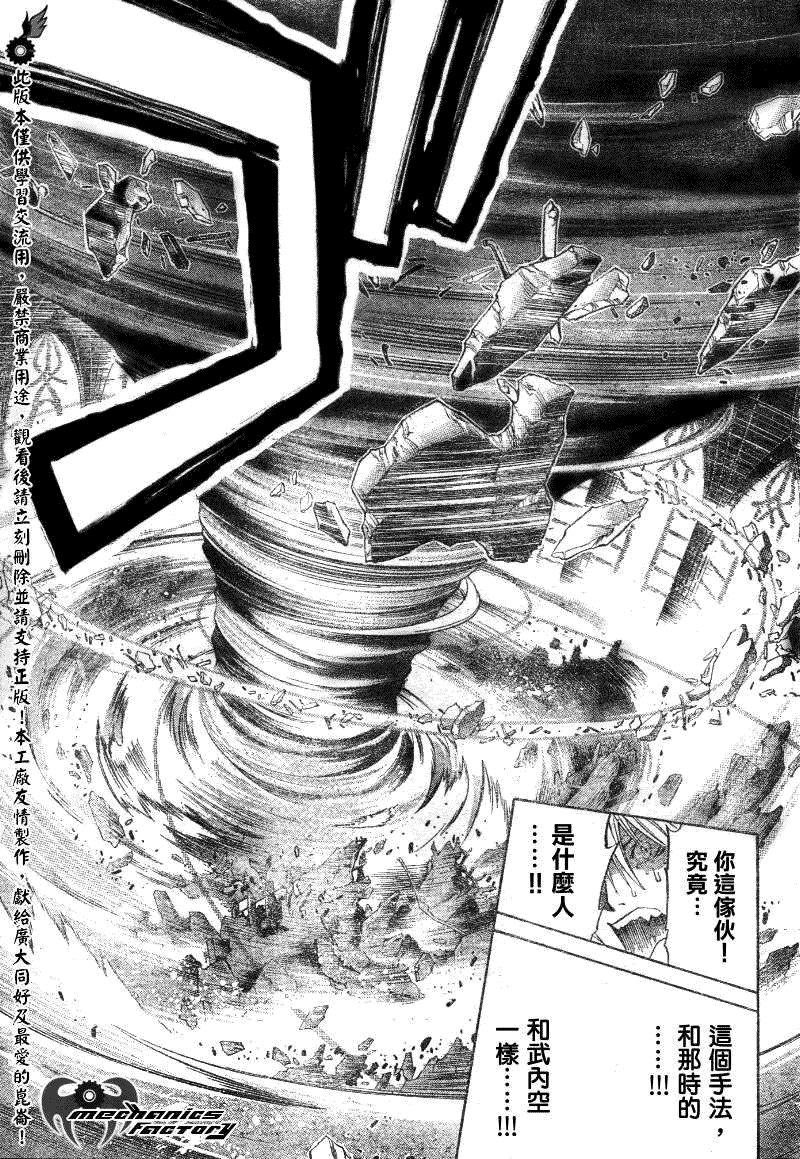 此版本僅供學習交流用，嚴禁商業用途，觀看後請立刻刪除並請支持正版！本工廠友情製作，獻給廣大同好及最愛的崑崙！
你這傢伙！
究竟…
是什麼人
……!!
這個手法，
和那時的
……!!!
和武內空
一樣……!!!
mechanics
factory